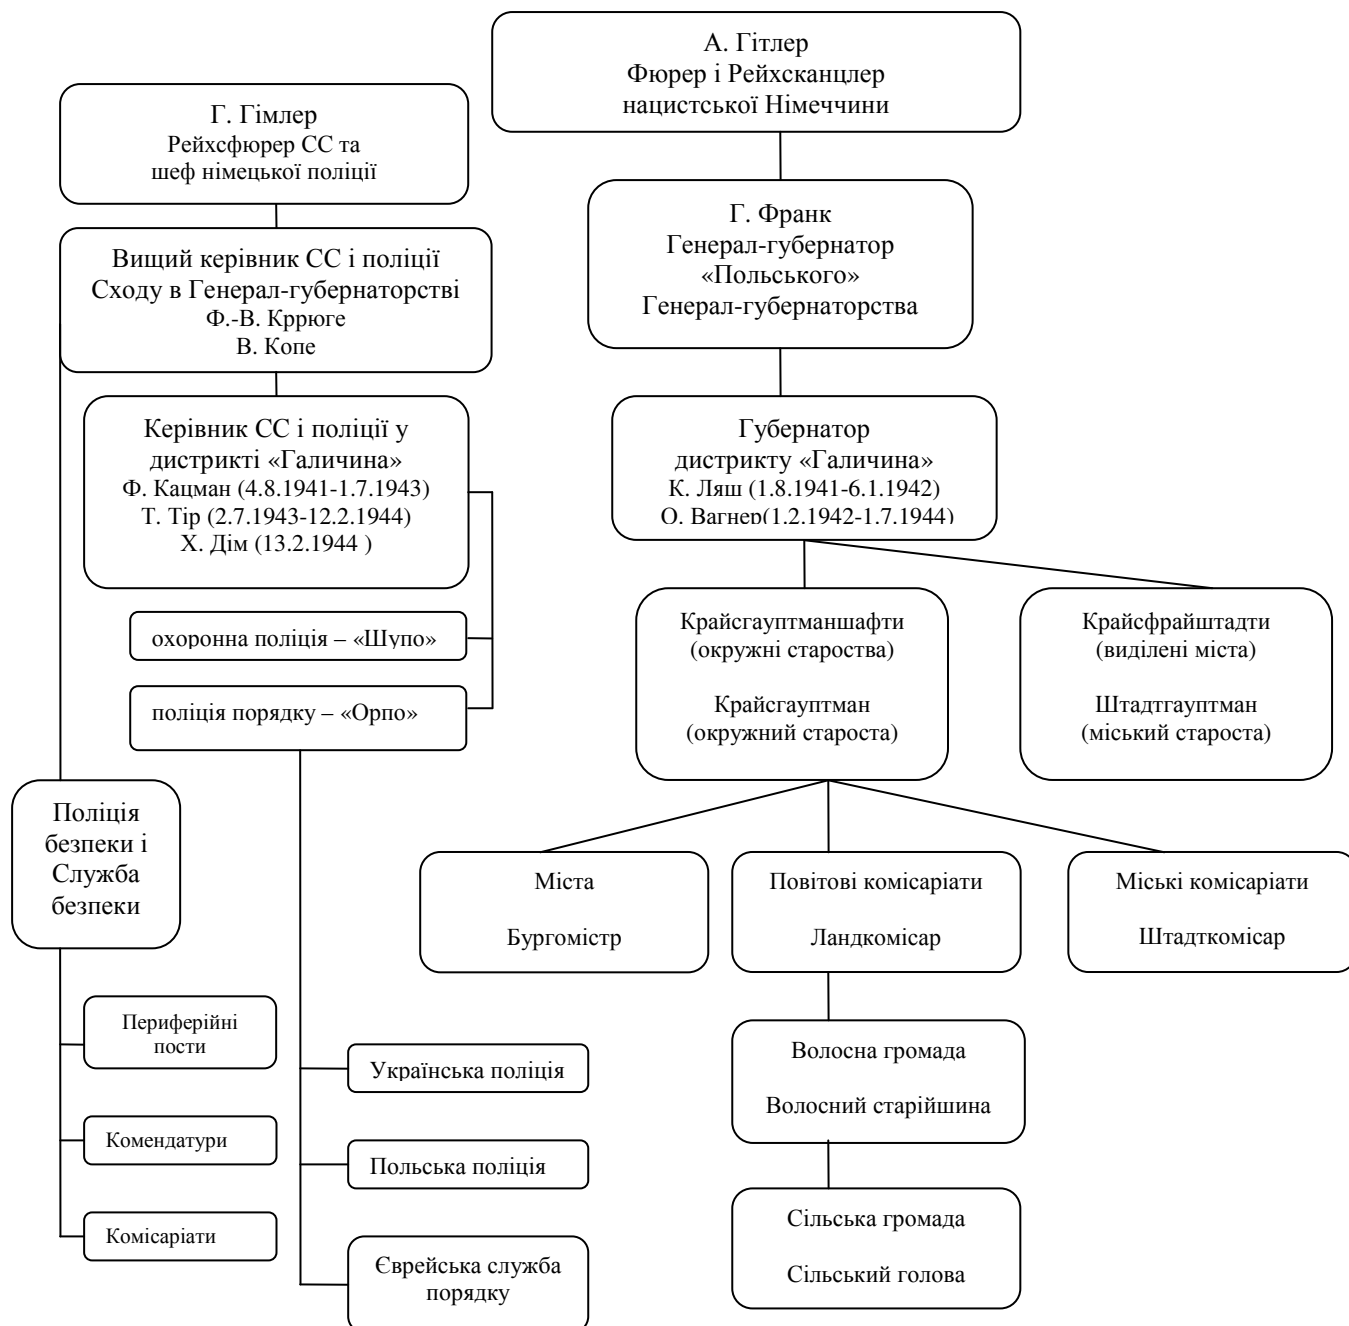 А. Гітлер
Фюрер і Рейхсканцлер
нацистської Німеччини
Г. Гімлер
Рейхсфюрер СС та
шеф німецької поліції
Г. Франк
Генерал-губернатор
«Польського»
Генерал-губернаторства
Вищий керівник СС і поліції
Сходу в Генерал-губернаторстві
Ф.-В. Кррюге
В. Копе
Керівник СС і поліції у
дистрикті «Галичина»
Ф. Кацман (4.8.1941-1.7.1943)
Т. Тір (2.7.1943-12.2.1944)
Х. Дім (13.2.1944 )
Губернатор
дистрикту «Галичина»
К. Ляш (1.8.1941-6.1.1942)
О. Вагнер(1.2.1942-1.7.1944)
охоронна поліція – «Шупо»
поліція порядку – «Орпо»
Крайсгауптманшафти
(окружні староства)
Крайсгауптман
(окружний староста)
Крайсфрайштадти
(виділені міста)
Штадтгауптман
(міський староста)
Поліція
безпеки і
Служба
безпеки
Міста
Бургомістр
Повітові комісаріати
Ландкомісар
Міські комісаріати
Штадткомісар
Периферійні
пости
Комендатури
Комісаріати
Українська поліція
Польська поліція
Єврейська служба
порядку
Волосна громада
Волосний старійшина
Сільська громада
Сільський голова